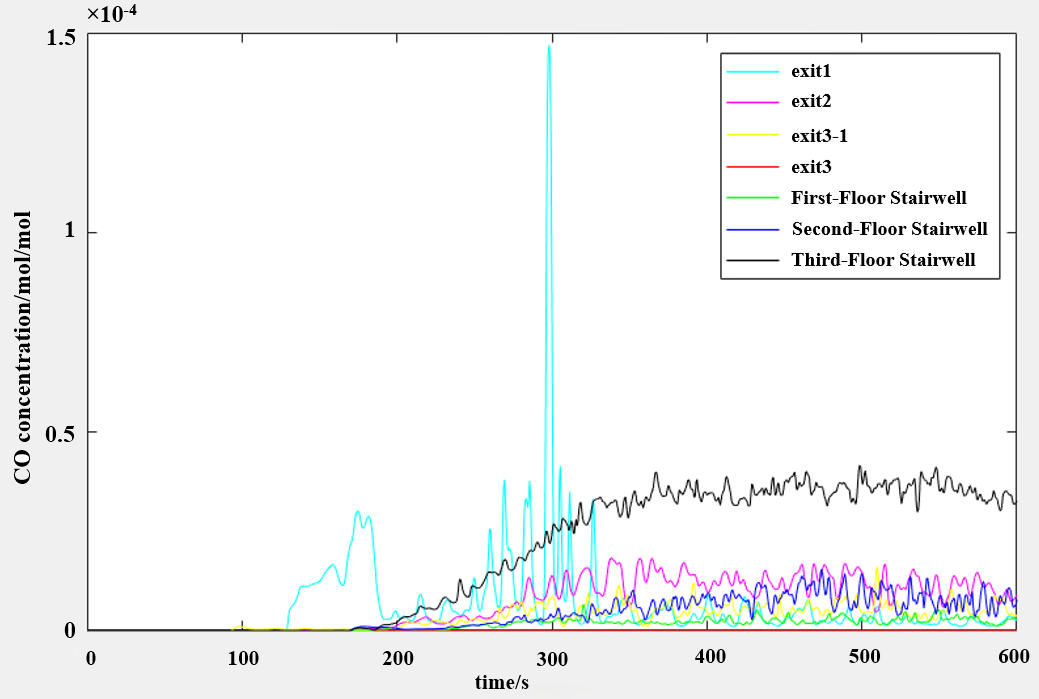 ×10⁻⁴
1.5
1
0.5
0
CO concentration/mol/mol
exit1
exit2
exit3-1
exit3
First-Floor Stairwell
Second-Floor Stairwell
Third-Floor Stairwell
0 100 200 300 400 500 600
time/s